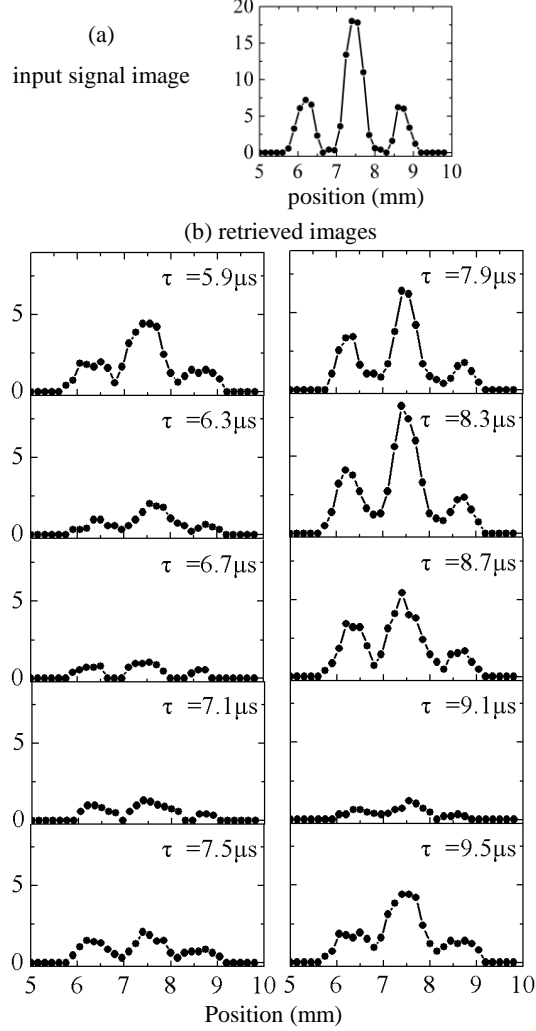 (a)
input signal image
20
15
10
5
0
5 6 7 8 9 10
position (mm)
(b) retrieved images
τ =5.9μs
τ =7.9μs
5
0
τ =6.3μs
τ =8.3μs
5
0
τ =6.7μs
τ =8.7μs
5
0
τ =7.1μs
τ =9.1μs
5
0
τ =7.5μs
τ =9.5μs
5
0
5 6 7 8 9 10
5 6 7 8 9 10
Position (mm)